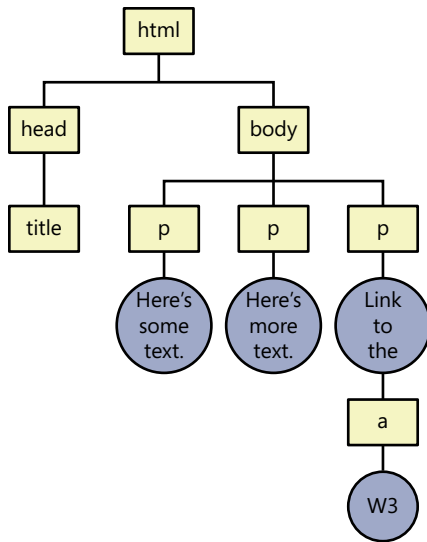 html
head
body
title
p
p
p
Here’s
some
text.
Here’s
more
text.
Link
to
the
a
W3